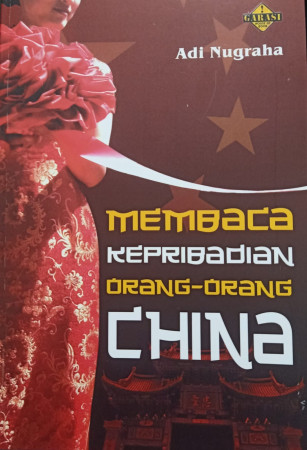 GARASI
Adi Nugraha
MEMBACA
KEPRIBADIAN
ORANG-ORANG
CHINA